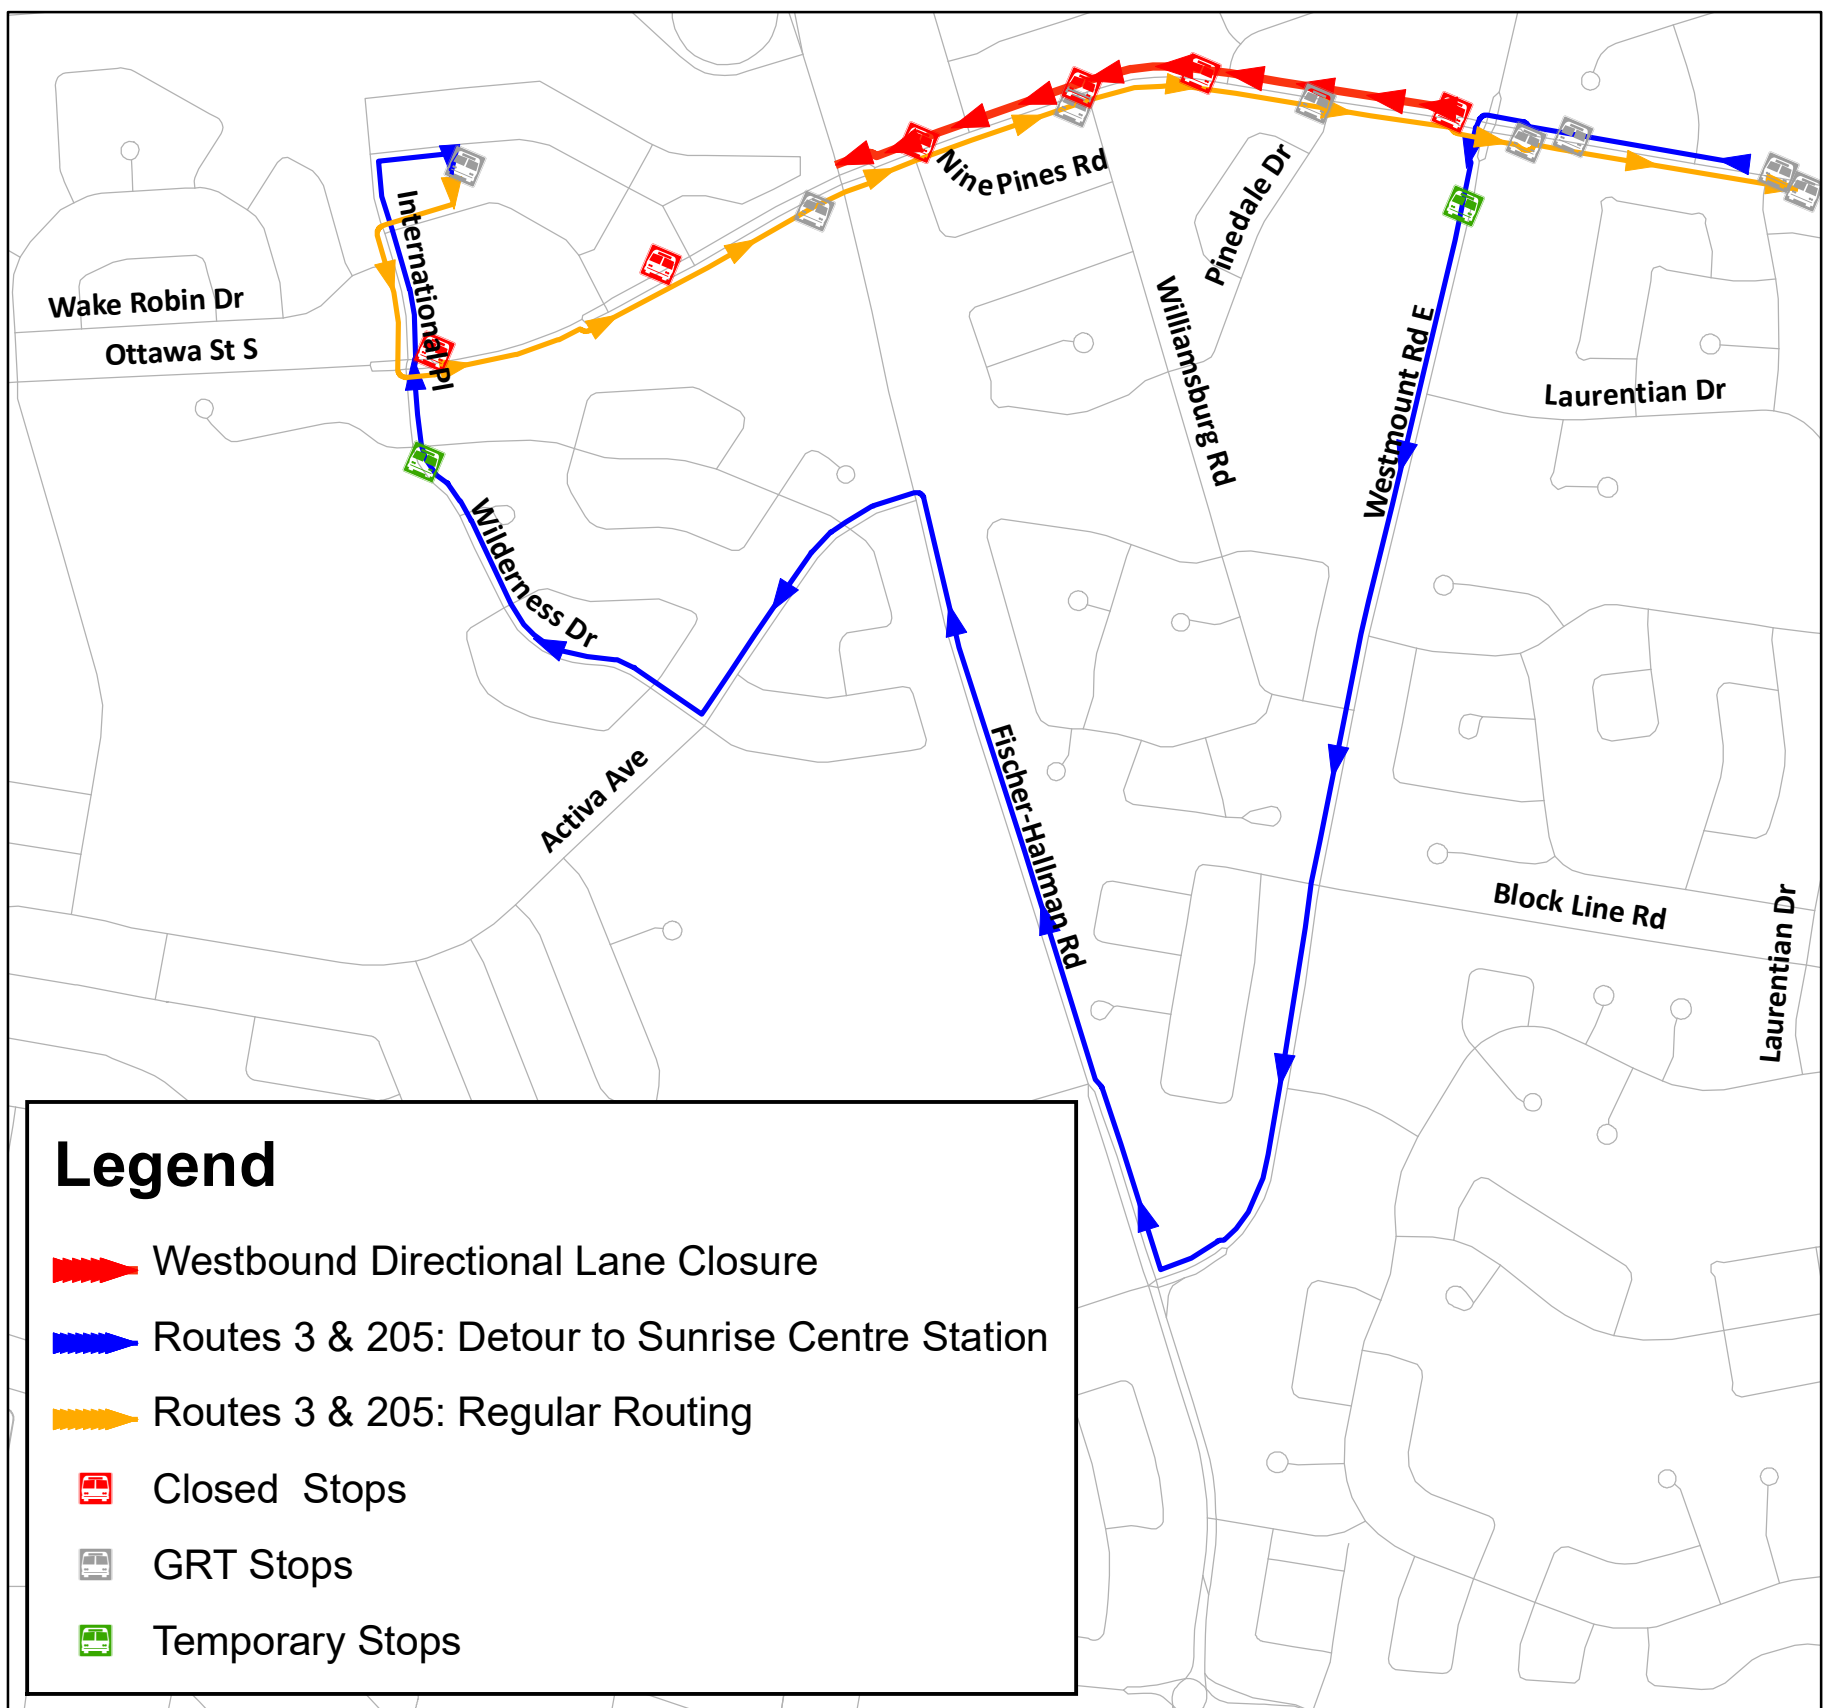 Nine Pines Rd
Pinedale Dr
International Pl
Wake Robin Dr
Ottawa St S
Williamsburg Rd
Westmount Rd E
Laurentian Dr
Wilderness Dr
Activa Ave
Fischer-Hallman Rd
Block Line Rd
Laurentian Dr
Legend
Westbound Directional Lane Closure
Routes 3 & 205: Detour to Sunrise Centre Station
Routes 3 & 205: Regular Routing
Closed  Stops
GRT Stops
Temporary Stops